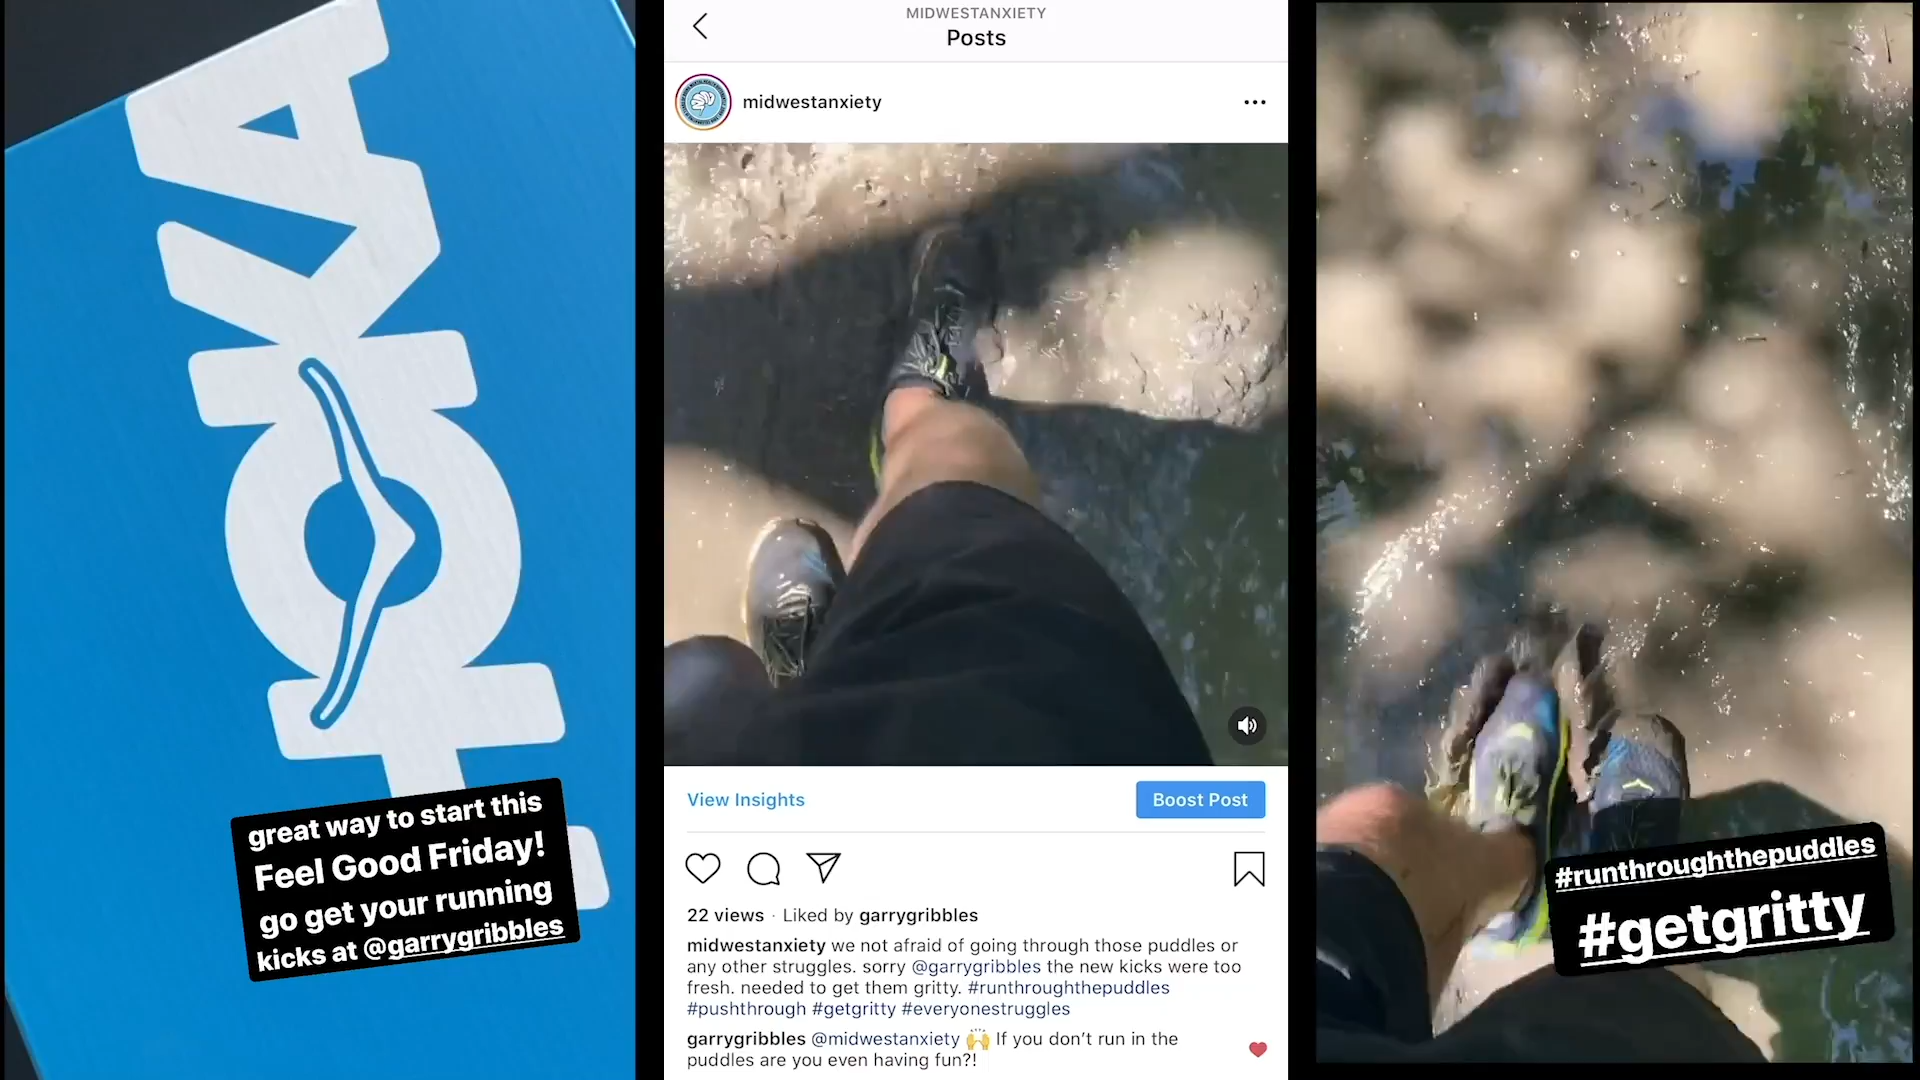 HOKA
great way to start this
Feel Good Friday!
go get your running
kicks at @garrygribbles
MIDWESTANXIETY
Posts
midwestanxiety
View Insights
Boost Post
22 views · Liked by garrygribbles
midwestanxiety we not afraid of going through those puddles or
any other struggles. sorry @garrygribbles the new kicks were too
fresh. needed to get them gritty. #runthroughthepuddles
#pushthrough #getgritty #everyonestruggles
garrygribbles @midwestanxiety 🙌 If you don’t run in the
puddles are you even having fun?!
#runthroughthepuddles
#getgritty